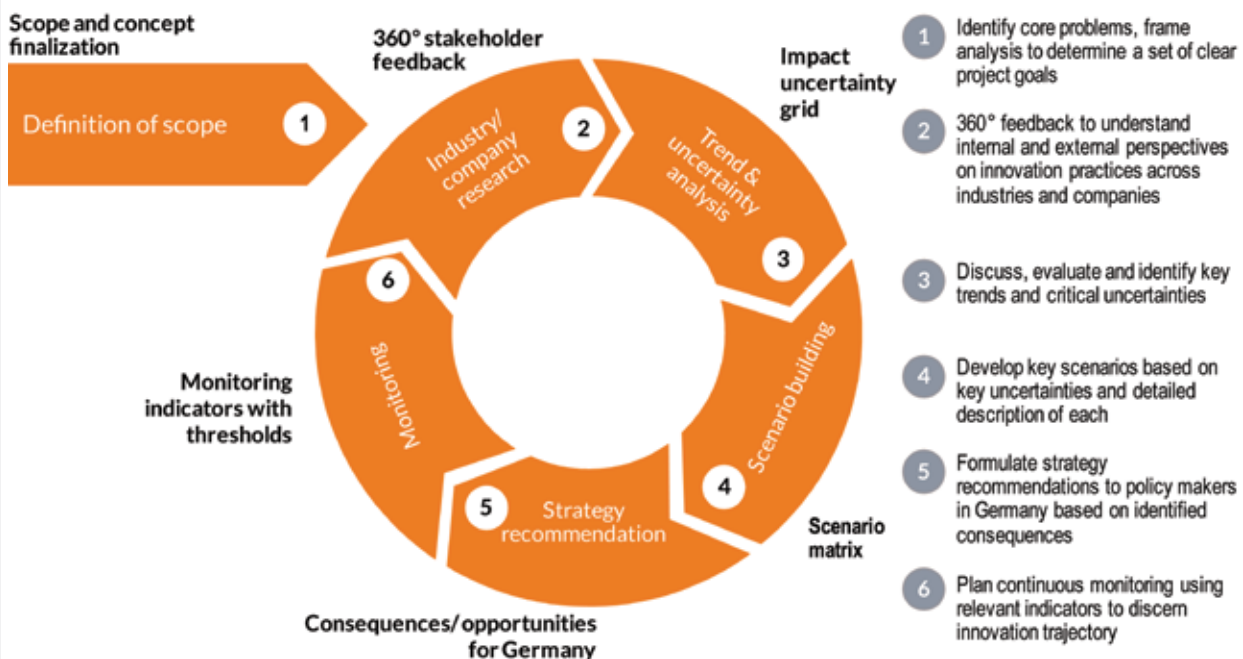 Scope and concept
finalization
Definition of scope
1
360° stakeholder
feedback
Industry/
company
research
2
Impact
uncertainty
grid
Trend &
uncertainty
analysis
3
Scenario building
4
Scenario
matrix
Strategy
recommendation
5
Consequences/opportunities
for Germany
Monitoring
6
Monitoring
indicators with
thresholds
1
Identify core problems, frame
analysis to determine a set of clear
project goals
2
360° feedback to understand
internal and external perspectives
on innovation practices across
industries and companies
3
Discuss, evaluate and identify key
trends and critical uncertainties
4
Develop key scenarios based on
key uncertainties and detailed
description of each
5
Formulate strategy
recommendations to policy makers
in Germany based on identified
consequences
6
Plan continuous monitoring using
relevant indicators to discern
innovation trajectory